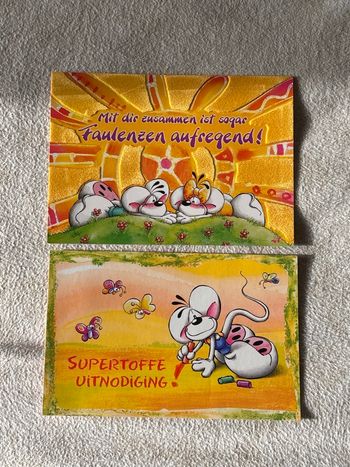 Mit dir zusammen ist sogar
Faulenzen aufregend!
SUPERTOFFE
UITNODIGING!